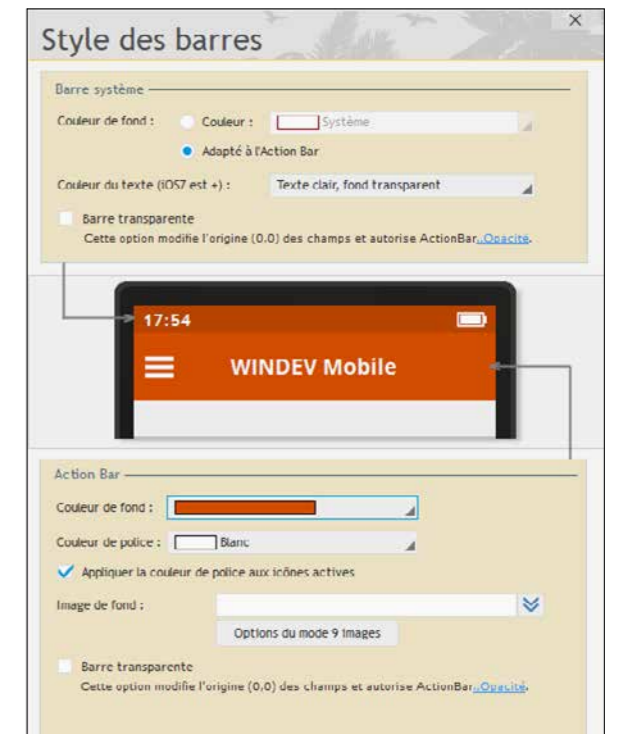 Style des barres
Barre système
Couleur de fond : Couleur : Système
Adapté à l'Action Bar
Couleur du texte (iOS7 est +) : Texte clair, fond transparent
Barre transparente
Cette option modifie l'origine (0,0) des champs et autorise ActionBar..Opacité.
17:54
WINDEV Mobile
Action Bar
Couleur de fond :
Couleur de police : Blanc
Appliquer la couleur de police aux icônes actives
Image de fond :
Options du mode 9 images
Barre transparente
Cette option modifie l'origine (0,0) des champs et autorise ActionBar..Opacité.